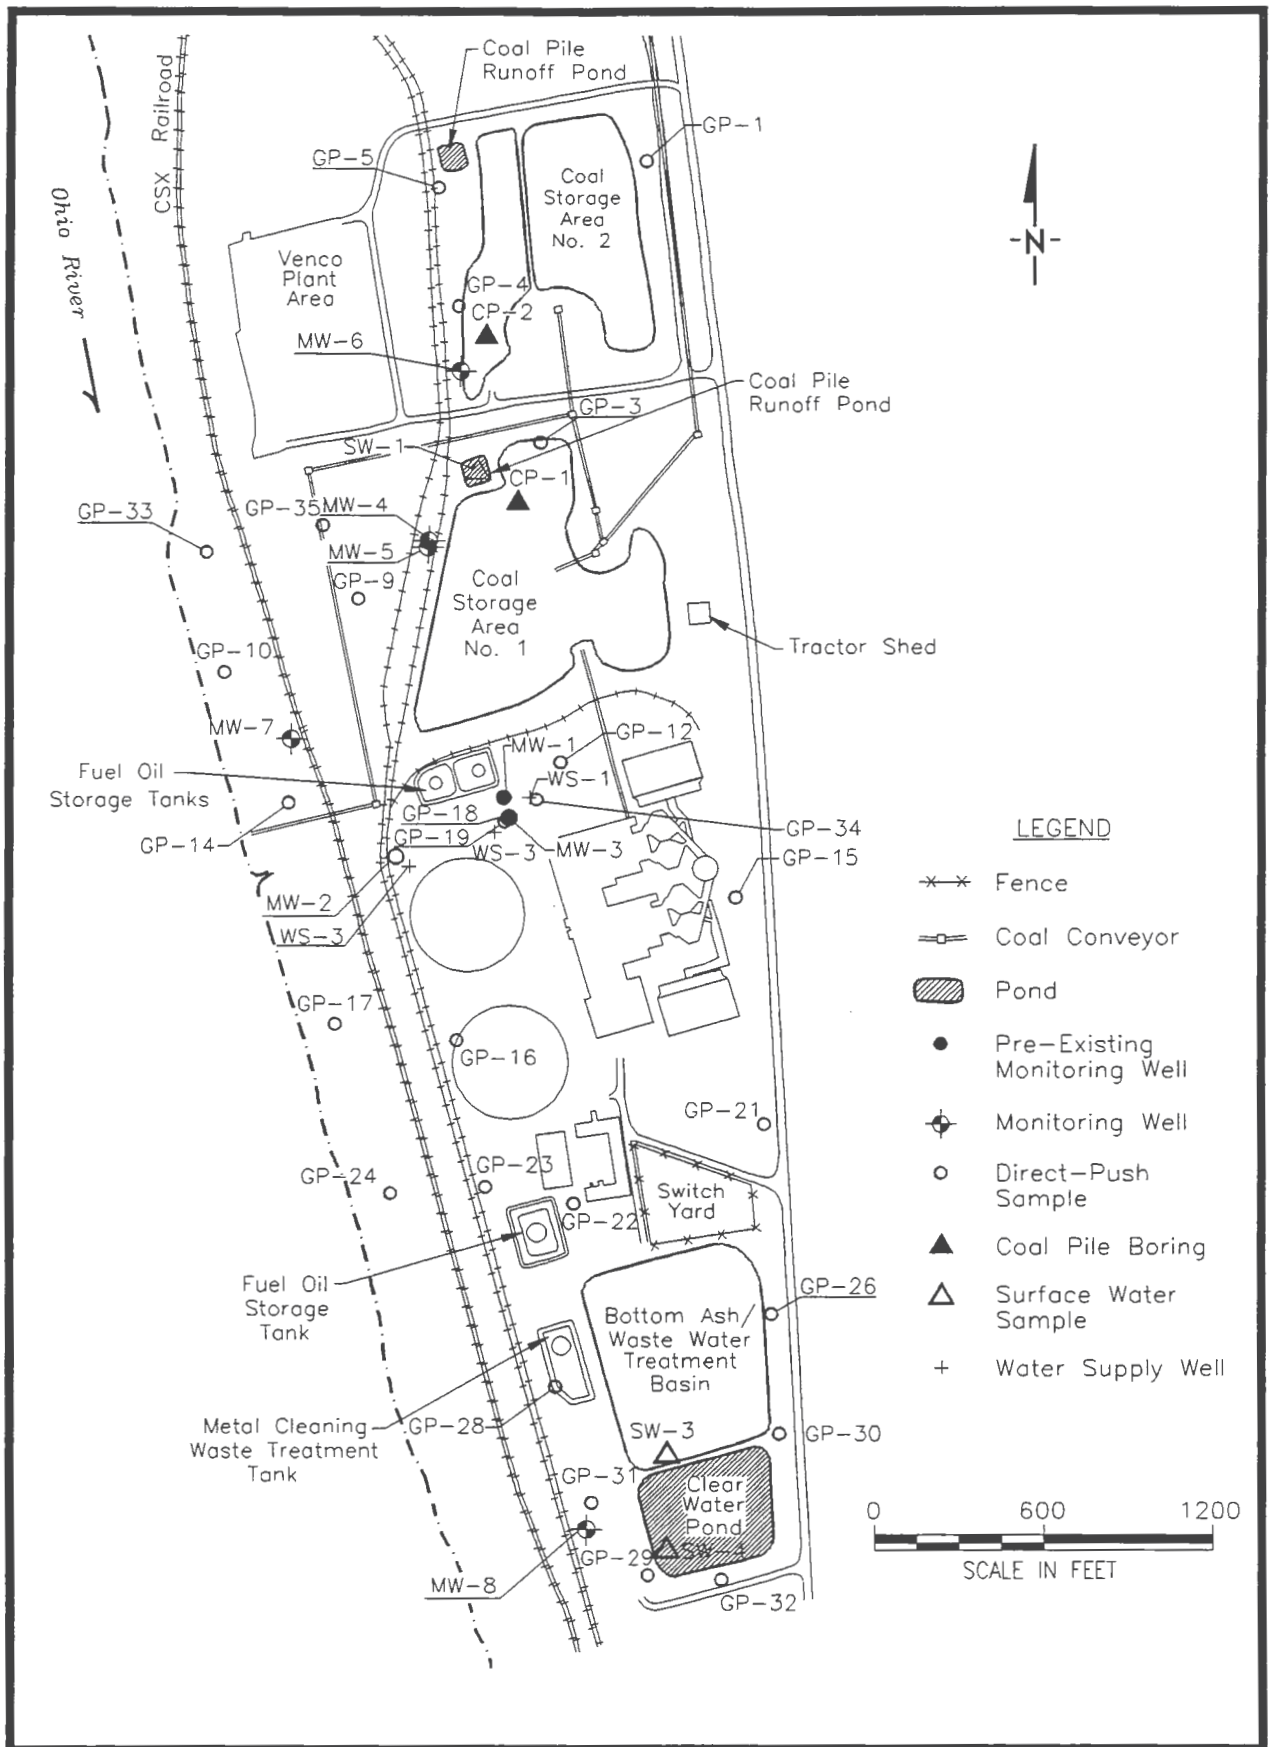 Coal Pile
Runoff Pond
CSX Railroad
GP-1
GP-5
Coal
Storage
Area
No. 2
Ohio River
-N-
Venco
Plant
Area
GP-4
CP-2
MW-6
Coal Pile
Runoff Pond
GP-3
SW-1
CP-1
GP-33
GP-35
MW-4
MW-5
GP-9
Coal
Storage
Area
No. 1
Tractor Shed
GP-10
MW-7
GP-12
MW-1
Fuel Oil
Storage Tanks
WS-1
GP-18
GP-34
GP-14
GP-19
WS-3
MW-3
GP-15
MW-2
WS-3
GP-17
GP-16
GP-21
GP-23
GP-24
Switch
Yard
GP-22
Fuel Oil
Storage
Tank
GP-26
Bottom Ash/
Waste Water
Treatment
Basin
Metal Cleaning
Waste Treatment
Tank
GP-28
SW-3
GP-30
GP-31
Clear
Water
Pond
GP-29
SW-4
MW-8
GP-32
LEGEND
Fence
Coal Conveyor
Pond
Pre-Existing
Monitoring Well
Monitoring Well
Direct-Push
Sample
Coal Pile Boring
Surface Water
Sample
Water Supply Well
0 600 1200
SCALE IN FEET